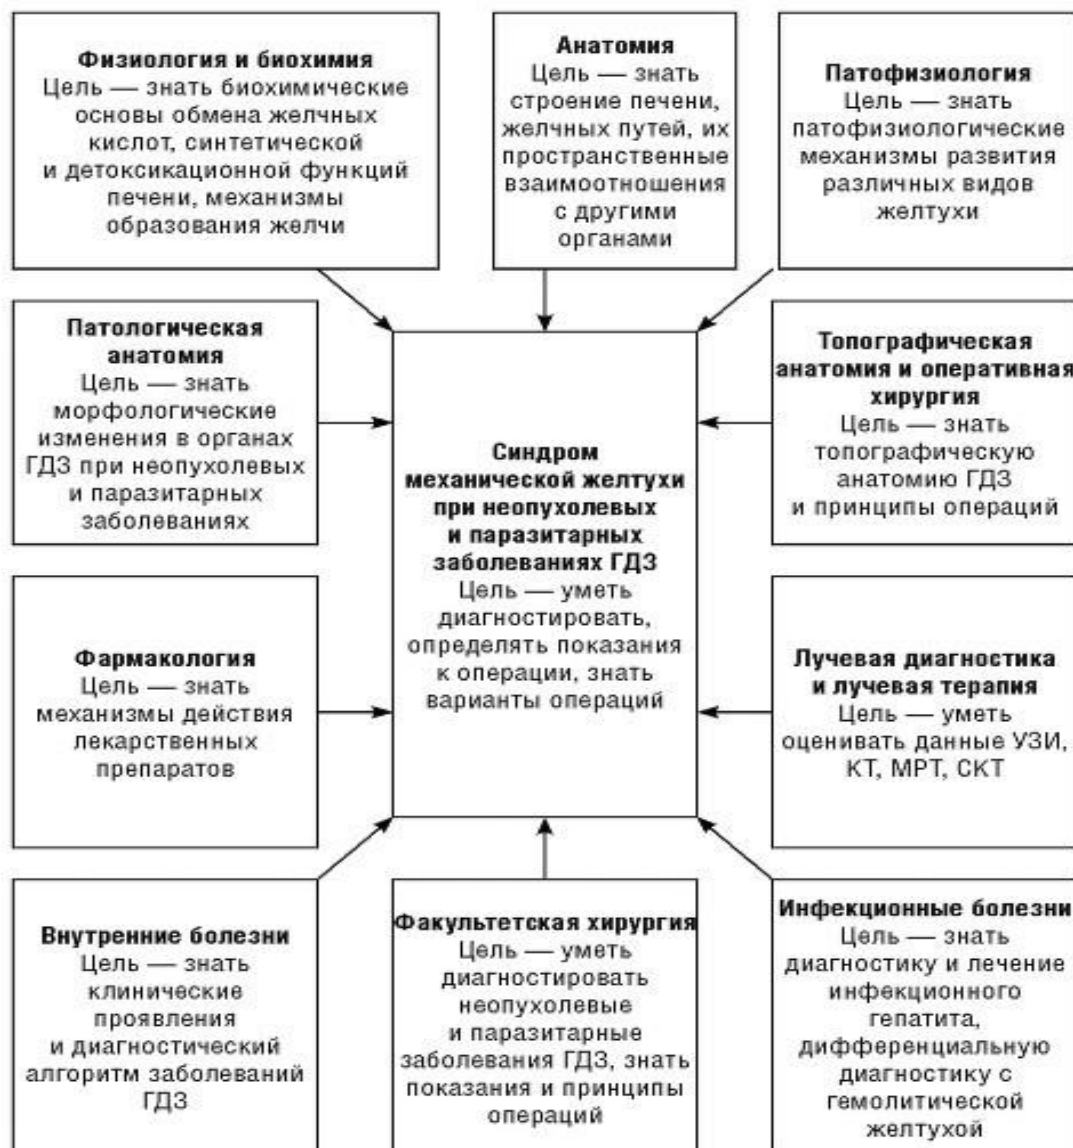 Физиология и биохимия
Цель — знать биохимические
основы обмена желчных
кислот, синтетической
и детоксикационной функций
печени, механизмы
образования желчи
Анатомия
Цель — знать
строение печени,
желчных путей, их
пространственные
взаимоотношения
с другими
органами
Патофизиология
Цель — знать
патофизиологические
механизмы развития
различных видов
желтухи
Патологическая
анатомия
Цель — знать
морфологические
изменения в органах
ГДЗ при неопухолевых
и паразитарных
заболеваниях
Синдром
механической желтухи
при неопухолевых
и паразитарных
заболеваниях ГДЗ
Цель — уметь
диагностировать,
определять показания
к операции, знать
варианты операций
Топографическая
анатомия и оперативная
хирургия
Цель — знать
топографическую
анатомию ГДЗ
и принципы операций
Фармакология
Цель — знать
механизмы действия
лекарственных
препаратов
Лучевая диагностика
и лучевая терапия
Цель — уметь
оценивать данные УЗИ,
КТ, МРТ, СКТ
Внутренние болезни
Цель — знать
клинические
проявления
и диагностический
алгоритм заболеваний
ГДЗ
Факультетская хирургия
Цель — уметь
диагностировать
неопухолевые
и паразитарные
заболевания ГДЗ, знать
показания и принципы
операций
Инфекционные болезни
Цель — знать
диагностику и лечение
инфекционного
гепатита,
дифференциальную
диагностику с
гемолитической
желтухой